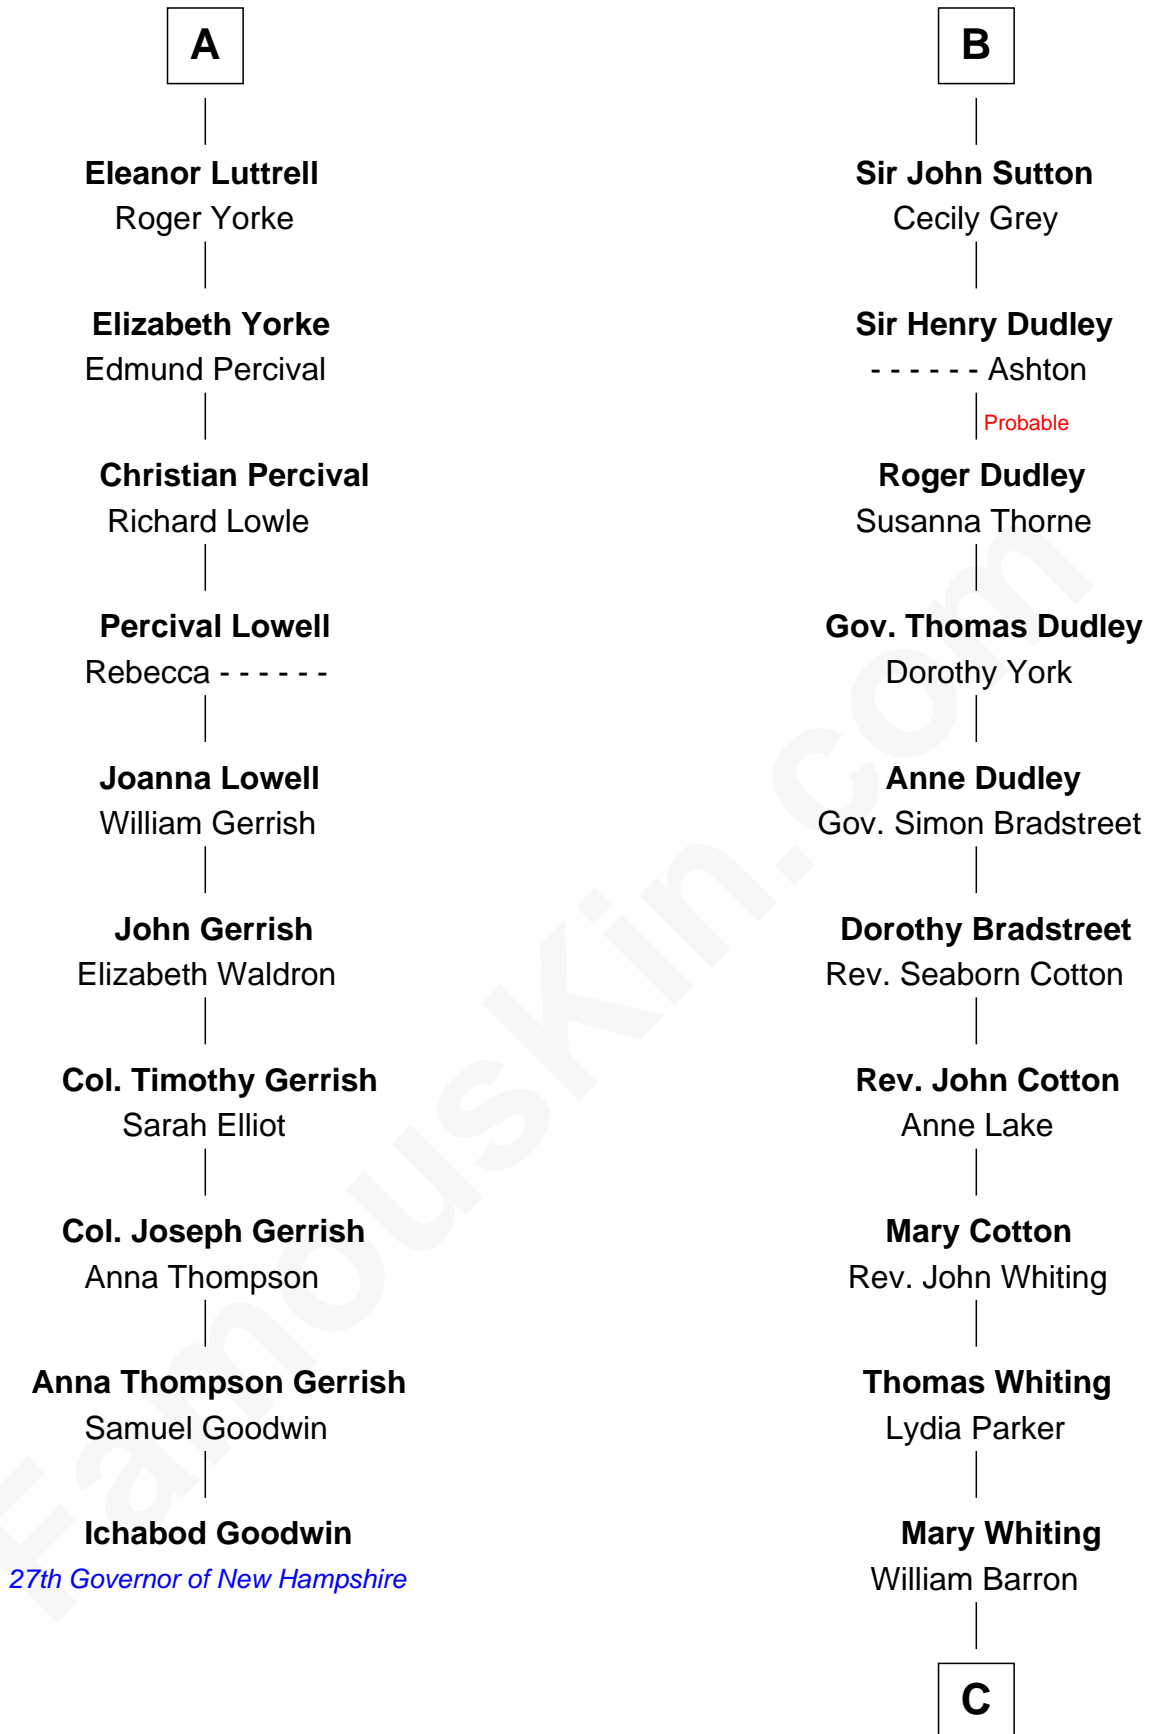 A
Eleanor Luttrell
Roger Yorke
Elizabeth Yorke
Edmund Percival
Christian Percival
Richard Lowle
Percival Lowell
Rebecca - - - - - -
Joanna Lowell
William Gerrish
John Gerrish
Elizabeth Waldron
Col. Timothy Gerrish
Sarah Elliot
Col. Joseph Gerrish
Anna Thompson
Anna Thompson Gerrish
Samuel Goodwin
Ichabod Goodwin
27th Governor of New Hampshire
B
Sir John Sutton
Cecily Grey
Sir Henry Dudley
- - - - - - Ashton
Probable
Roger Dudley
Susanna Thorne
Gov. Thomas Dudley
Dorothy York
Anne Dudley
Gov. Simon Bradstreet
Dorothy Bradstreet
Rev. Seaborn Cotton
Rev. John Cotton
Anne Lake
Mary Cotton
Rev. John Whiting
Thomas Whiting
Lydia Parker
Mary Whiting
William Barron
C
FamousKin.com